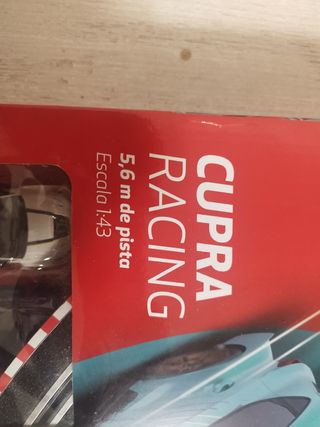 CUPRA
RACING
5,6 m de pista
Escala 1:43